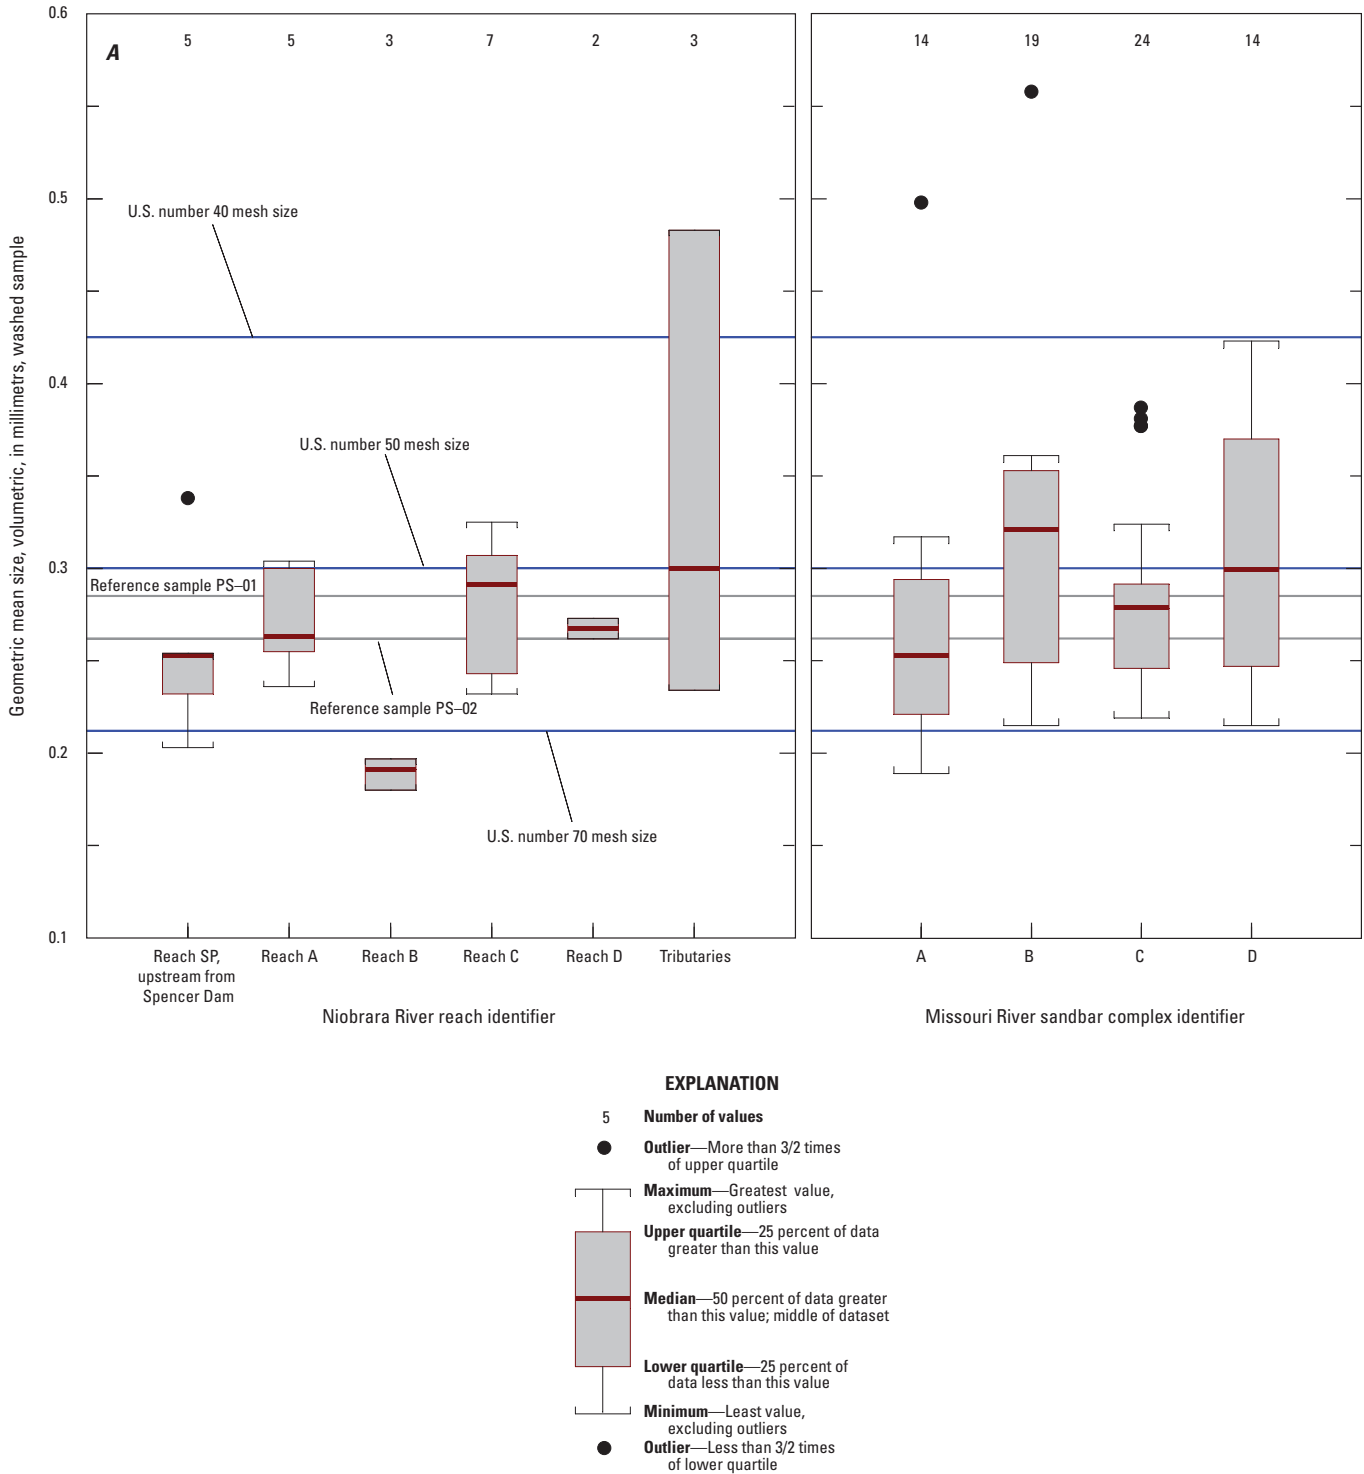 A
5 5 3 7 2 3
14 19 24 14
0.6
0.5
0.4
0.3
0.2
0.1
Geometric mean size, volumetric, in millimetrs, washed sample
U.S. number 40 mesh size
U.S. number 50 mesh size
Reference sample PS–01
Reference sample PS–02
U.S. number 70 mesh size
Reach SP,
upstream from
Spencer Dam
Reach A
Reach B
Reach C
Reach D
Tributaries
A B C D
Niobrara River reach identifier
Missouri River sandbar complex identifier
EXPLANATION
5 Number of values
Outlier—More than 3/2 times
of upper quartile
Maximum—Greatest value,
excluding outliers
Upper quartile—25 percent of data
greater than this value
Median—50 percent of data greater
than this value; middle of dataset
Lower quartile—25 percent of
data less than this value
Minimum—Least value,
excluding outliers
Outlier—Less than 3/2 times
of lower quartile